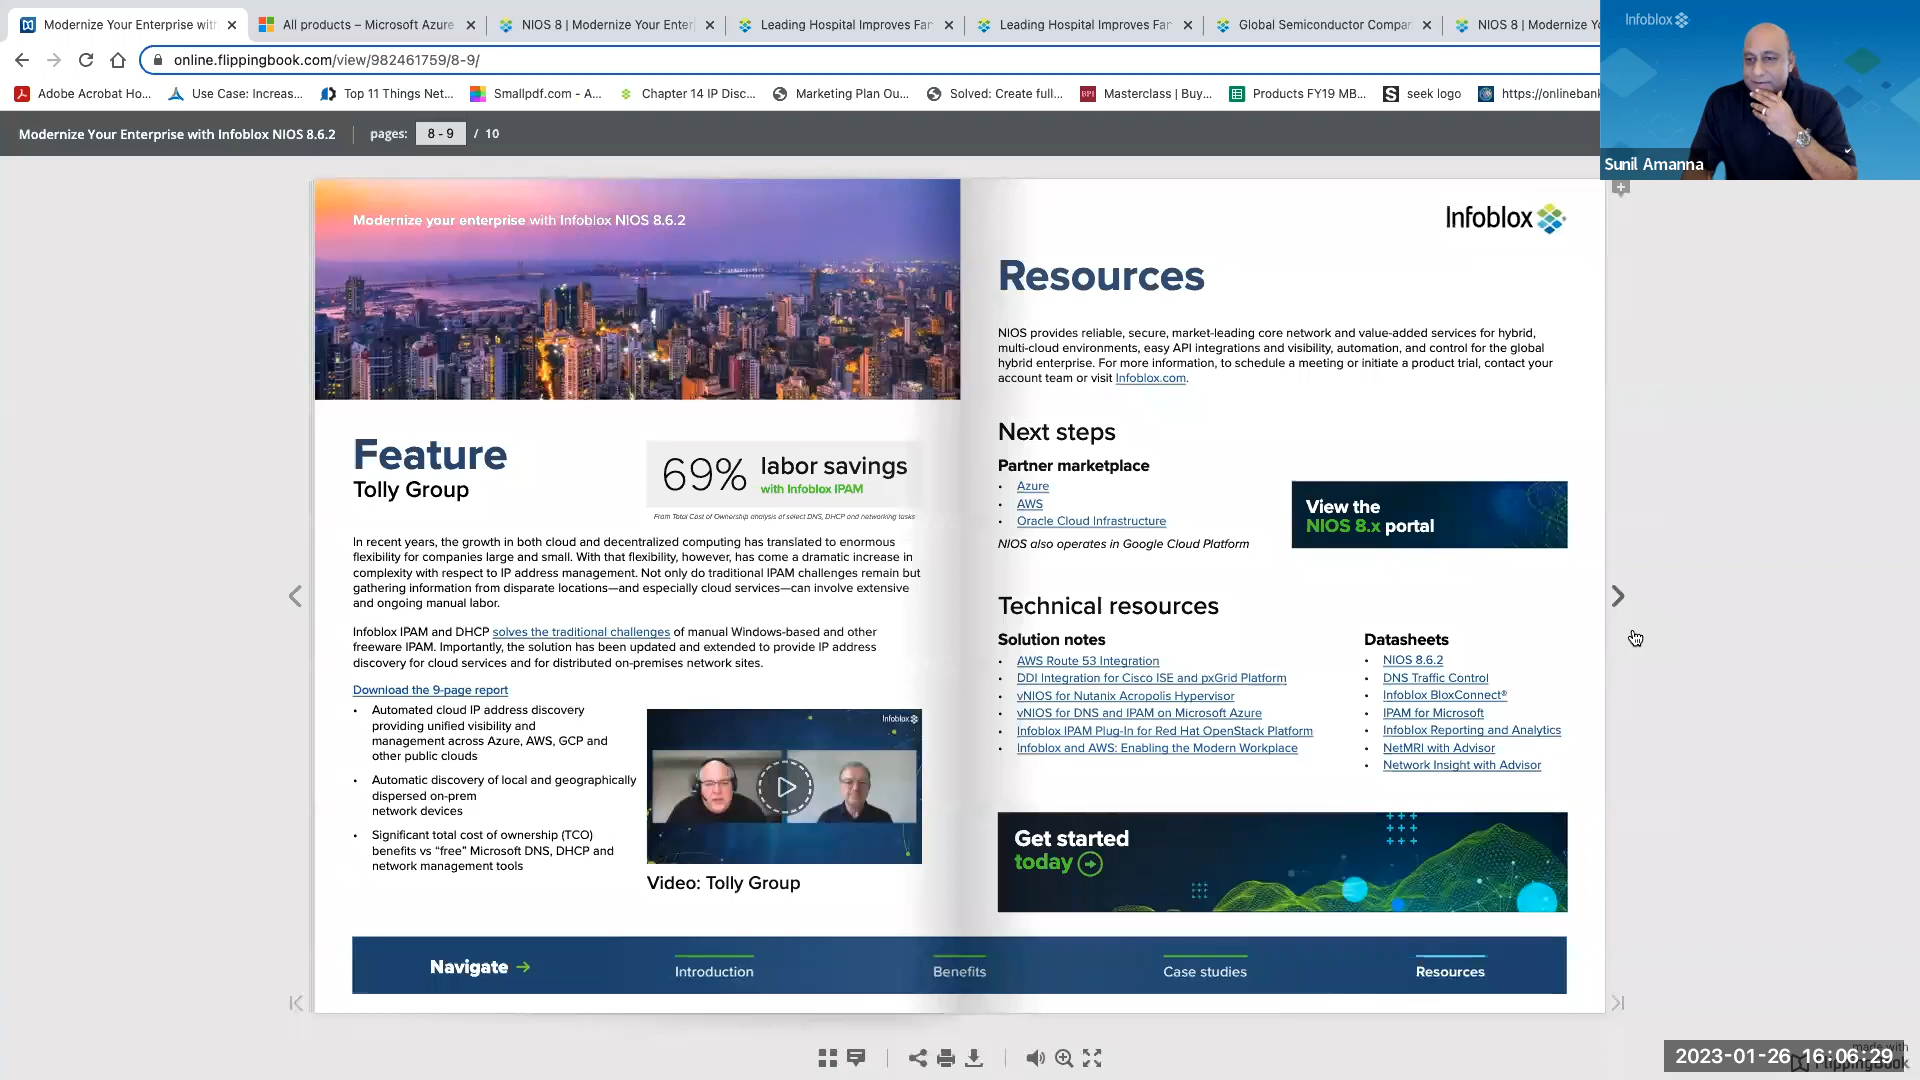 Modernize Your Enterprise with
All products – Microsoft Azure
NIOS 8 | Modernize Your Enter
Leading Hospital Improves Far
Leading Hospital Improves Far
Global Semiconductor Compar
NIOS 8 | Modernize Yo
Infoblox
online.flippingbook.com/view/982461759/8-9/
Adobe Acrobat Ho...
Use Case: Increas...
Top 11 Things Net...
Smallpdf.com - A...
Chapter 14 IP Disc...
Marketing Plan Ou...
Solved: Create full...
Masterclass | Buy...
Products FY19 MB...
seek logo
https://onlinebank
Modernize Your Enterprise with Infoblox NIOS 8.6.2
pages: 8 - 9 / 10
Sunil Amanna
Modernize your enterprise with Infoblox NIOS 8.6.2
Feature
Tolly Group
69% labor savings
with Infoblox IPAM
From Total Cost of Ownership analysis of select DNS, DHCP and networking tasks
In recent years, the growth in both cloud and decentralized computing has translated to enormous
flexibility for companies large and small. With that flexibility, however, has come a dramatic increase in
complexity with respect to IP address management. Not only do traditional IPAM challenges remain but
gathering information from disparate locations—and especially cloud services—can involve extensive
and ongoing manual labor.
Infoblox IPAM and DHCP solves the traditional challenges of manual Windows-based and other
freeware IPAM. Importantly, the solution has been updated and extended to provide IP address
discovery for cloud services and for distributed on-premises network sites.
Download the 9-page report
• Automated cloud IP address discovery
providing unified visibility and
management across Azure, AWS, GCP and
other public clouds
• Automatic discovery of local and geographically
dispersed on-prem
network devices
• Significant total cost of ownership (TCO)
benefits vs “free” Microsoft DNS, DHCP and
network management tools
Infoblox
Video: Tolly Group
Infoblox
Resources
NIOS provides reliable, secure, market-leading core network and value-added services for hybrid,
multi-cloud environments, easy API integrations and visibility, automation, and control for the global
hybrid enterprise. For more information, to schedule a meeting or initiate a product trial, contact your
account team or visit Infoblox.com.
Next steps
Partner marketplace
• Azure
• AWS
• Oracle Cloud Infrastructure
NIOS also operates in Google Cloud Platform
View the
NIOS 8.x portal
Technical resources
Solution notes
• AWS Route 53 Integration
• DDI Integration for Cisco ISE and pxGrid Platform
• vNIOS for Nutanix Acropolis Hypervisor
• vNIOS for DNS and IPAM on Microsoft Azure
• Infoblox IPAM Plug-In for Red Hat OpenStack Platform
• Infoblox and AWS: Enabling the Modern Workplace
Datasheets
• NIOS 8.6.2
• DNS Traffic Control
• Infoblox BloxConnect®
• IPAM for Microsoft
• Infoblox Reporting and Analytics
• NetMRI with Advisor
• Network Insight with Advisor
Get started
today
Navigate
Introduction
Benefits
Case studies
Resources
made with
FlippingBook
2023-01-26 16:06:29